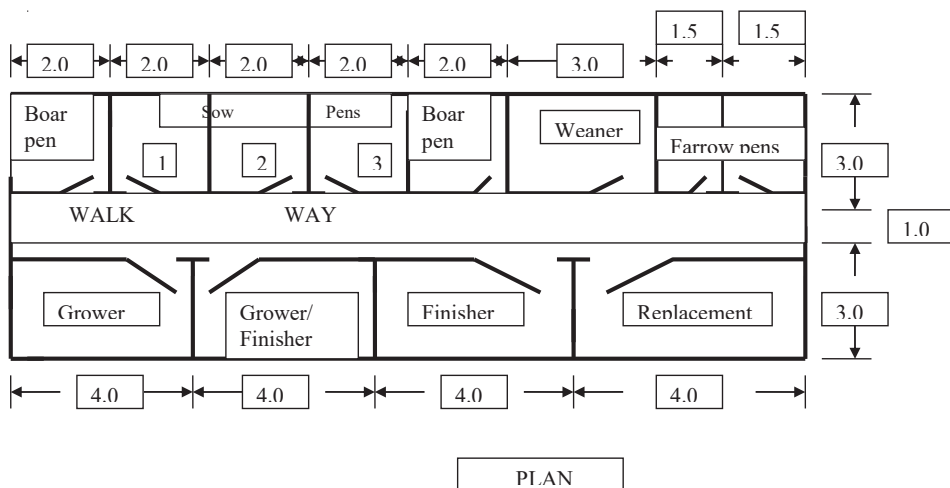 1.5 1.5
2.0 2.0 2.0 2.0 2.0 3.0
Boar
pen
Sow Pens
Boar
pen
Weaner
Farrow pens
1 2 3
3.0
WALK WAY
1.0
Grower
Grower/
Finisher
Finisher
Replacement
3.0
4.0 4.0 4.0 4.0
PLAN